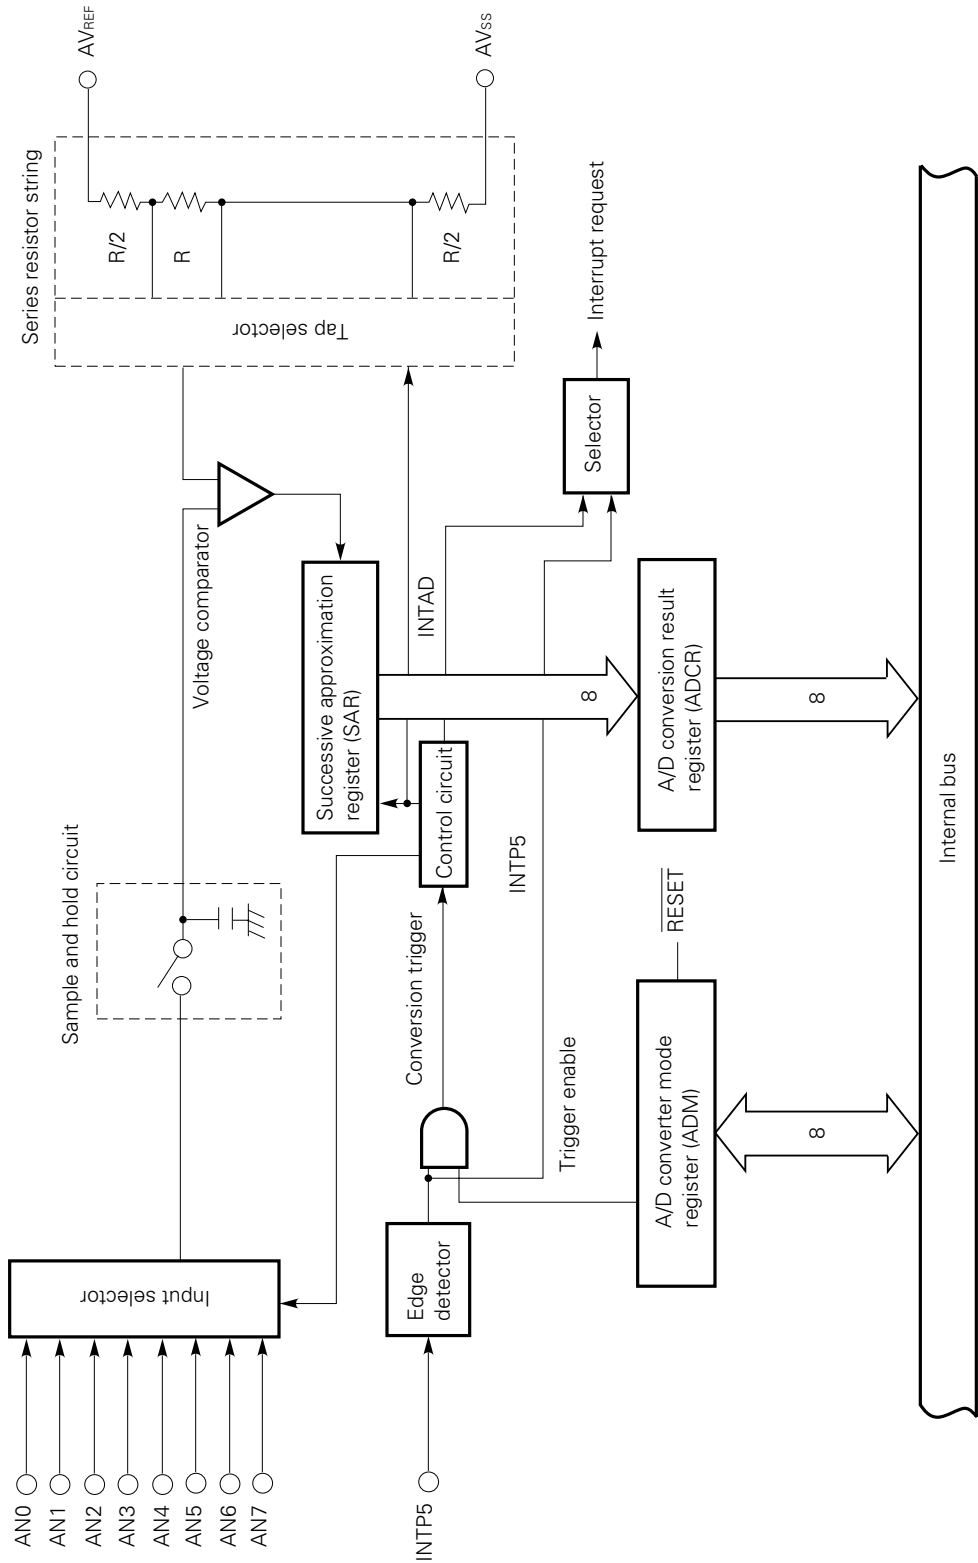 Series resistor string
AVREF
R/2
R
R/2
AVSS
Tap selector
Sample and hold circuit
Voltage comparator
Input selector
AN0
AN1
AN2
AN3
AN4
AN5
AN6
AN7
Successive approximation
register (SAR)
INTAD
Selector
Interrupt request
Control circuit
Conversion trigger
Edge
detector
INTP5
INTP5
Trigger enable
8
A/D conversion result
register (ADCR)
RESET
A/D converter mode
register (ADM)
8
8
Internal bus